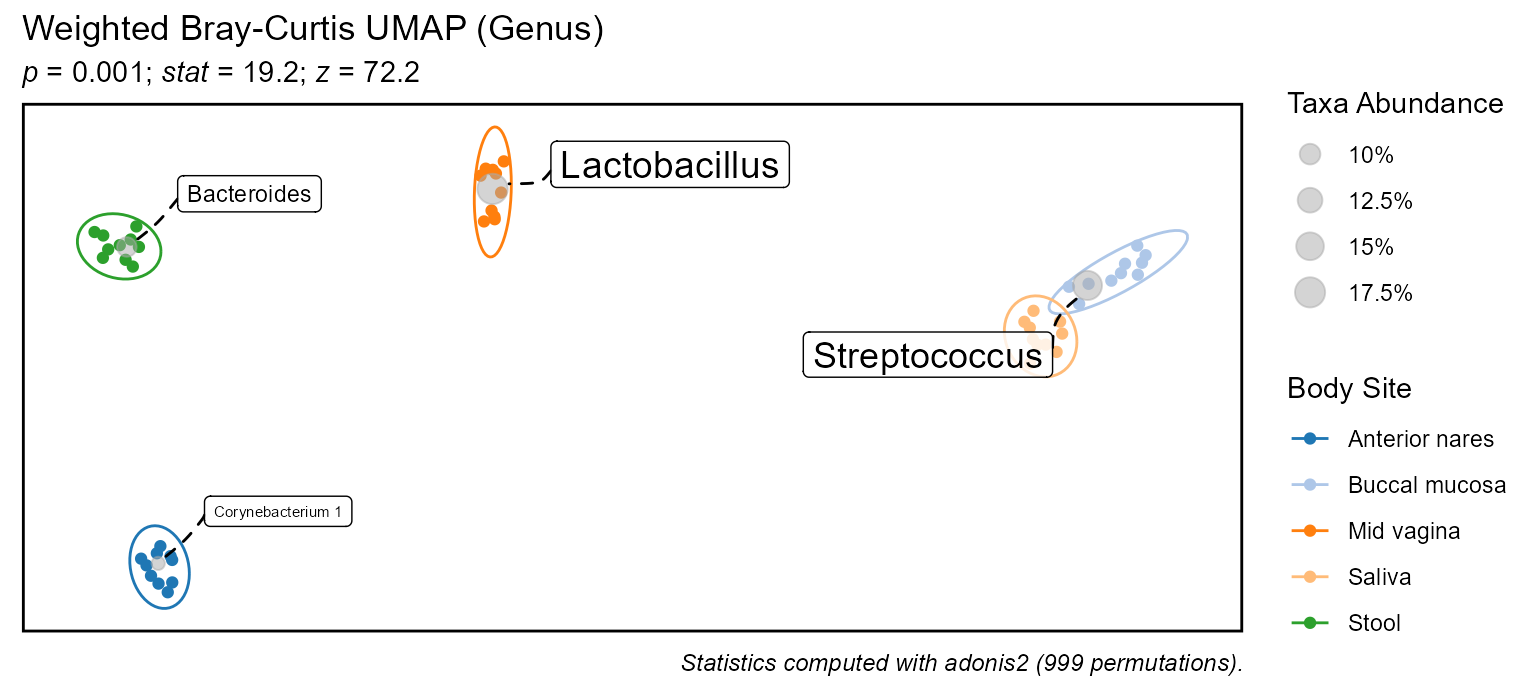 Weighted Bray-Curtis UMAP (Genus)
p = 0.001; stat = 19.2; z = 72.2
Lactobacillus
Bacteroides
Streptococcus
Corynebacterium 1
Taxa Abundance
10%
12.5%
15%
17.5%
Body Site
Anterior nares
Buccal mucosa
Mid vagina
Saliva
Stool
Statistics computed with adonis2 (999 permutations).